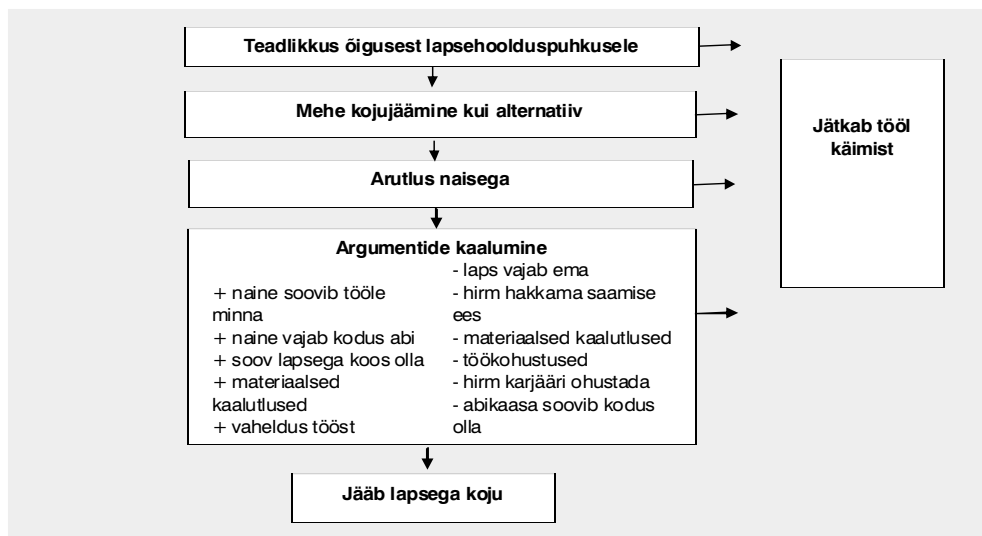 Teadlikkus õigusest lapsehoolduspuhkusele
Mehe kojujäämine kui alternatiiv
Jätkab tööl
käimist
Arutlus naisega
Argumentide kaalumine
+ naine soovib tööle
minna
+ naine vajab kodus abi
+ soov lapsega koos olla
+ materiaalsed
kaalutlused
+ vaheldus tööst
- laps vajab ema
- hirm hakkama saamise
ees
- materiaalsed kaalutlused
- töökohustused
- hirm karjääri ohustada
- abikaasa soovib kodus
olla
Jääb lapsega koju